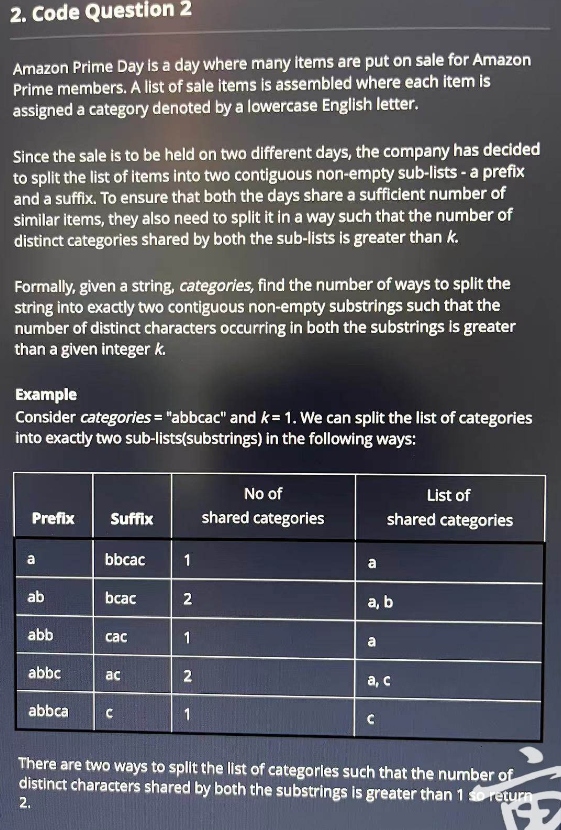 2. Code Question 2
Amazon Prime Day is a day where many items are put on sale for Amazon
Prime members. A list of sale items is assembled where each item is
assigned a category denoted by a lowercase English letter.
Since the sale is to be held on two different days, the company has decided
to split the list of items into two contiguous non-empty sub-lists - a prefix
and a suffix. To ensure that both the days share a sufficient number of
similar items, they also need to split it in a way such that the number of
distinct categories shared by both the sub-lists is greater than k.
Formally, given a string, categories, find the number of ways to split the
string into exactly two contiguous non-empty substrings such that the
number of distinct characters occurring in both the substrings is greater
than a given integer k.
Example
Consider categories = "abbcac" and k = 1. We can split the list of categories
into exactly two sub-lists(substrings) in the following ways:
Prefix Suffix No of shared categories List of shared categories
a bbcac 1 a
ab bcac 2 a, b
abb cac 1 a
abbc ac 2 a, c
abbca c 1 c
There are two ways to split the list of categories such that the number of
distinct characters shared by both the substrings is greater than 1 so return
2.